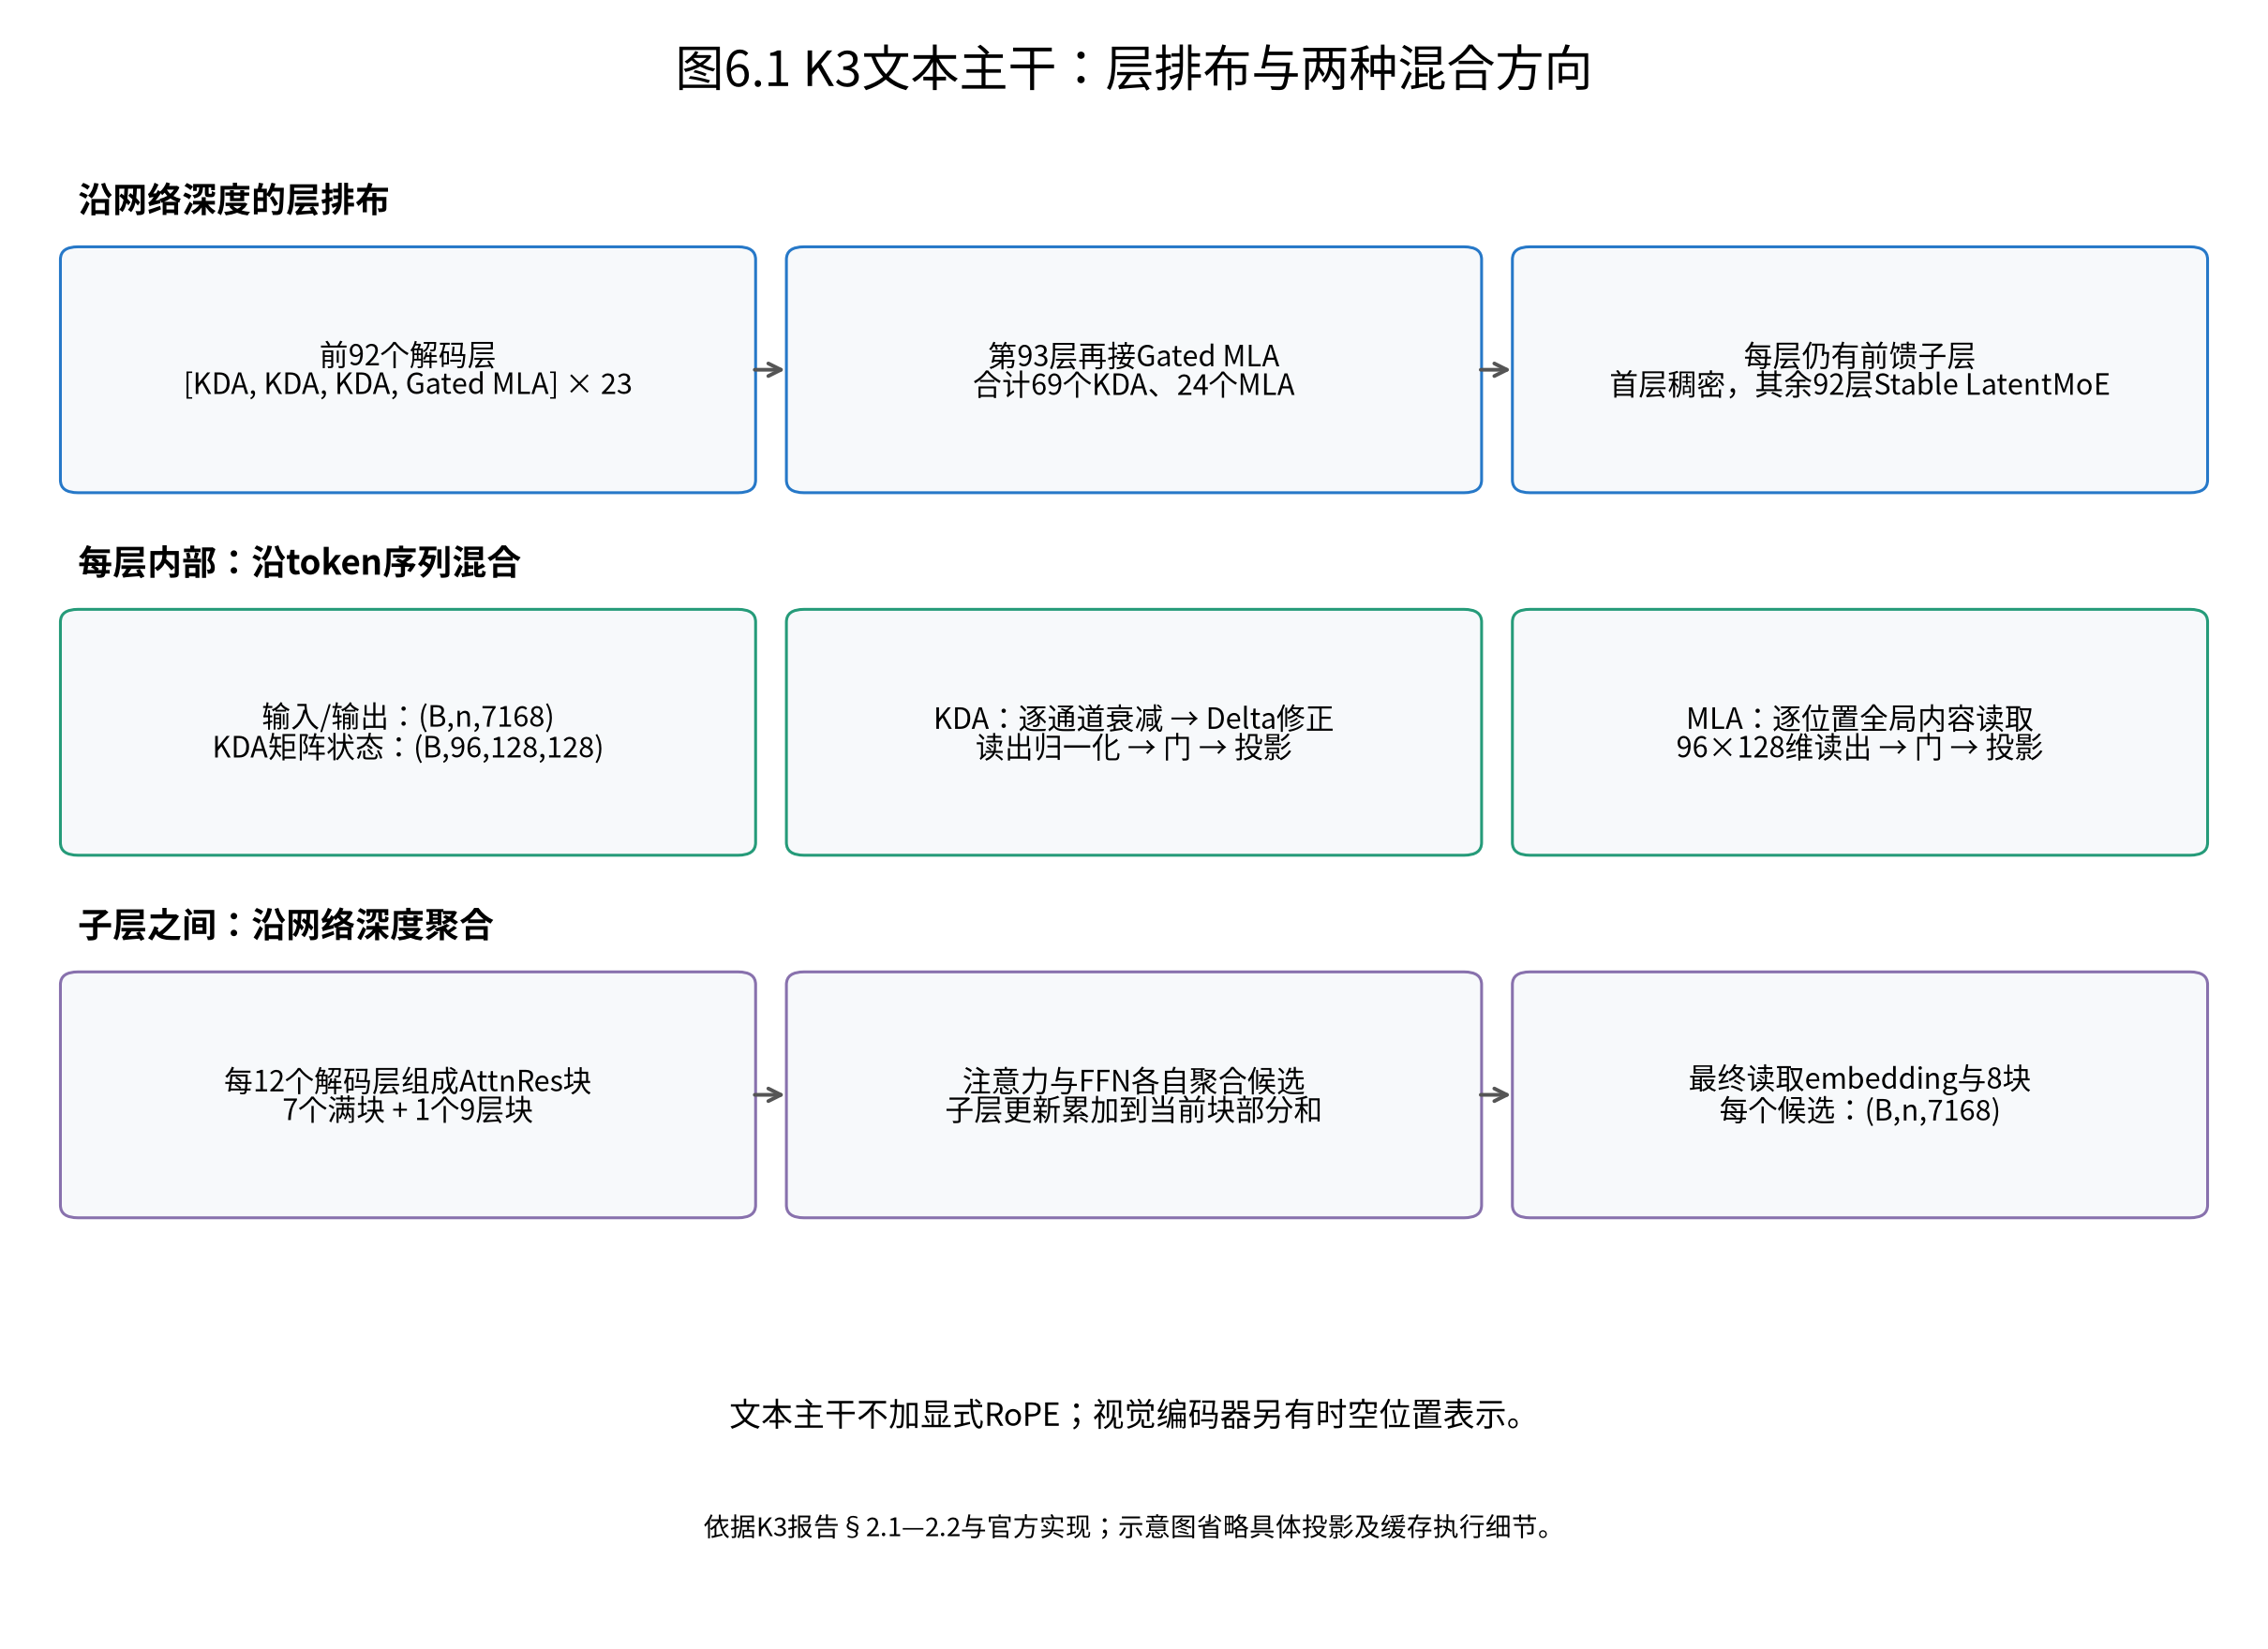 图6.1 K3文本主干：层排布与两种混合方向
沿网络深度的层排布
前92个解码层
[KDA, KDA, KDA, Gated MLA] × 23
第93层再接Gated MLA
合计69个KDA、24个MLA
每层仍有前馈子层
首层稠密，其余92层Stable LatentMoE
每层内部：沿token序列混合
输入/输出：(B,n,7168)
KDA矩阵状态：(B,96,128,128)
KDA：逐通道衰减 → Delta修正
读出归一化 → 门 → 投影
MLA：逐位置全局内容读取
96×128维读出 → 门 → 投影
子层之间：沿网络深度聚合
每12个解码层组成AttnRes块
7个满块 + 1个9层块
注意力与FFN各自聚合候选
子层更新累加到当前块部分和
最终读取embedding与8块
每个候选：(B,n,7168)
文本主干不加显式RoPE；视觉编码器另有时空位置表示。
依据K3报告§2.1—2.2与官方实现；示意图省略具体投影及缓存执行细节。